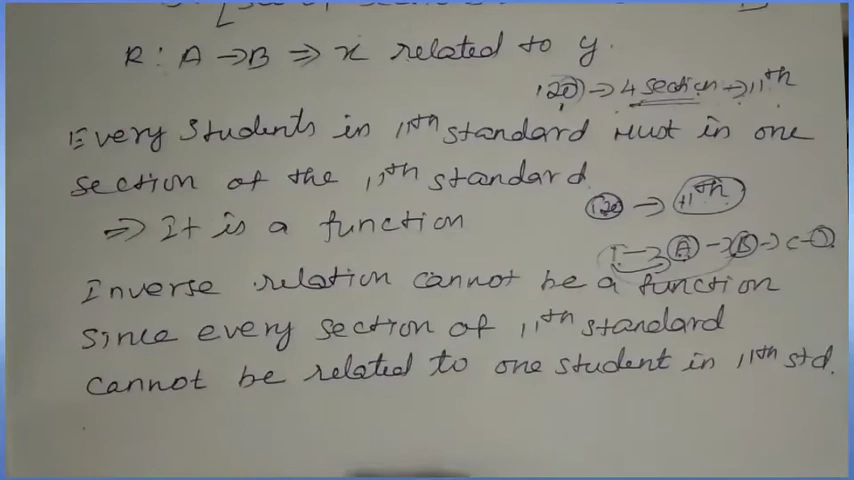 R : A → B ⇒ x related to y.
120 → 4 section → 11th
Every students in 11th standard must in one
section of the 11th standard.
120 → 11th
⇒ It is a function
Inverse relation cannot be a function
since every section of 11th standard
cannot be related to one student in 11th std.